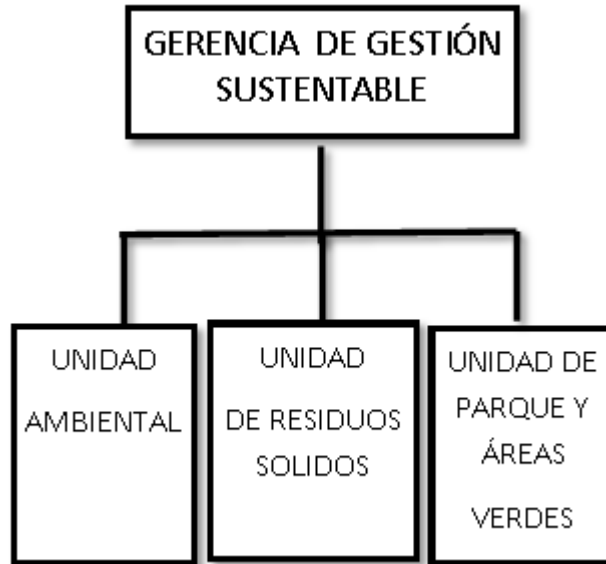 GERENCIA DE GESTIÓN
SUSTENTABLE
UNIDAD
AMBIENTAL
UNIDAD
DE RESIDUOS
SOLIDOS
UNIDAD DE
PARQUE Y
ÁREAS
VERDES